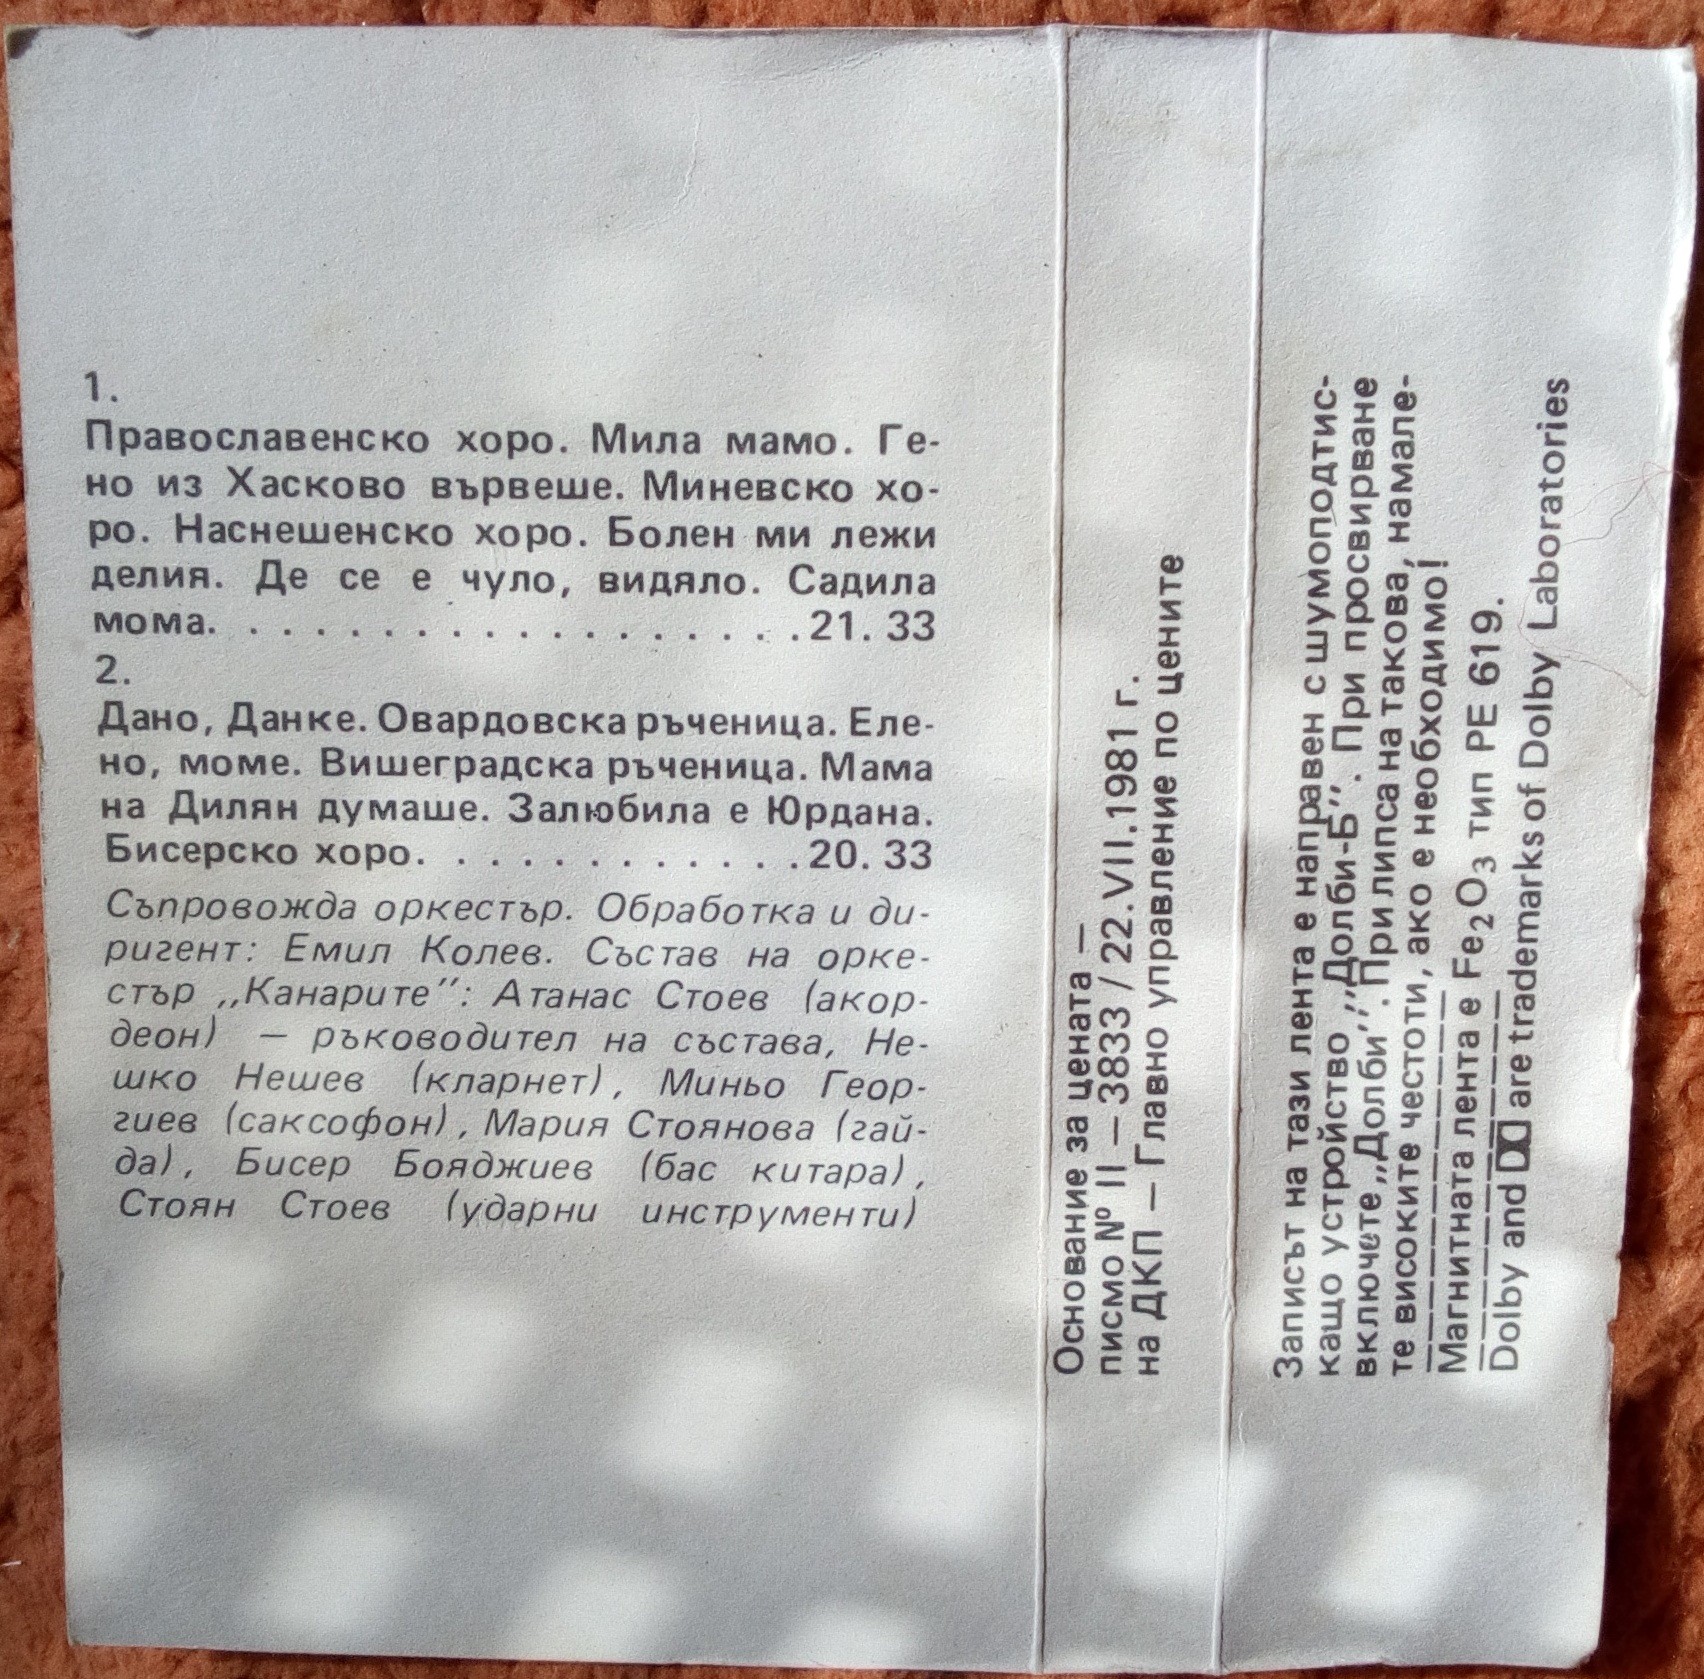 1.
Православенско хоро. Мила мамо. Ге-
но из Хасково вървеше. Миневско хо-
ро. Наснешенско хоро. Болен ми лежи
делия. Де се е чуло, видяло. Садила
мома. . . . . . . . . . . . . . . . . . .21. 33
2.
Дано, Данке. Овардовска ръченица. Еле-
но, моме. Вишеградска ръченица. Мама
на Дилян думаше. Залюбила е Юрдана.
Бисерско хоро. . . . . . . . . . . . .20. 33
Съпровожда оркестър. Обработка и ди-
ригент: Емил Колев. Състав на орке-
стър ,,Канарите”: Атанас Стоев (акор-
деон) — ръководител на състава, Не-
шко Нешев (кларнет), Миньо Геор-
гиев (саксофон), Мария Стоянова (гай-
да), Бисер Бояджиев (бас китара),
Стоян Стоев (ударни инструменти)
Основание за цената —
писмо № II — 3833 / 22.VII.1981 г.
на ДКП — Главно управление по цените
Записът на тази лента е направен с шумоподтис-
кащо устройство ,,Долби-Б”. При просвирване
включете,,Долби”. При липса на такова, намале-
те високите честоти, ако е необходимо!
Магнитната лента е Fe2O3 тип PE 619.
Dolby and are trademarks of Dolby Laboratories